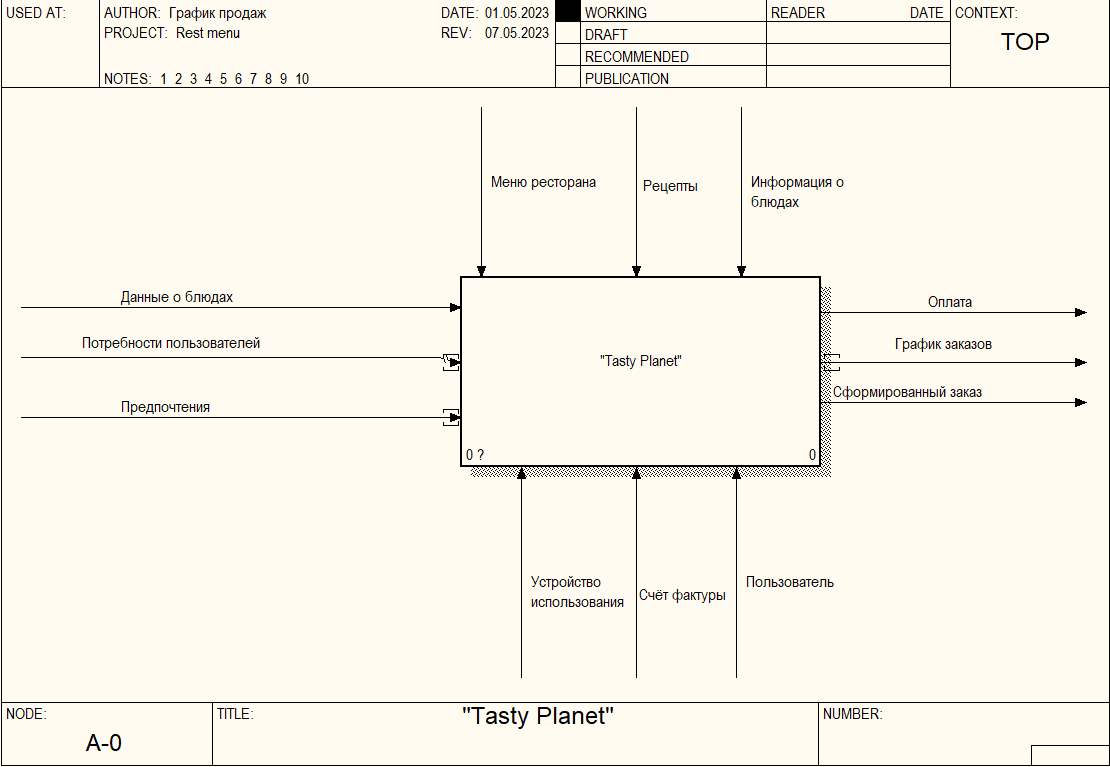 USED AT:
AUTHOR: График продаж
DATE: 01.05.2023
PROJECT: Rest menu
REV: 07.05.2023
NOTES: 1 2 3 4 5 6 7 8 9 10
WORKING
DRAFT
RECOMMENDED
PUBLICATION
READER
DATE
CONTEXT:
TOP
Меню ресторана
Рецепты
Информация о
блюдах
Данные о блюдах
Потребности пользователей
Предпочтения
"Tasty Planet"
0 ?
0
Оплата
График заказов
Сформированный заказ
Устройство
использования
Счёт фактуры
Пользователь
NODE:
A-0
TITLE:
"Tasty Planet"
NUMBER: